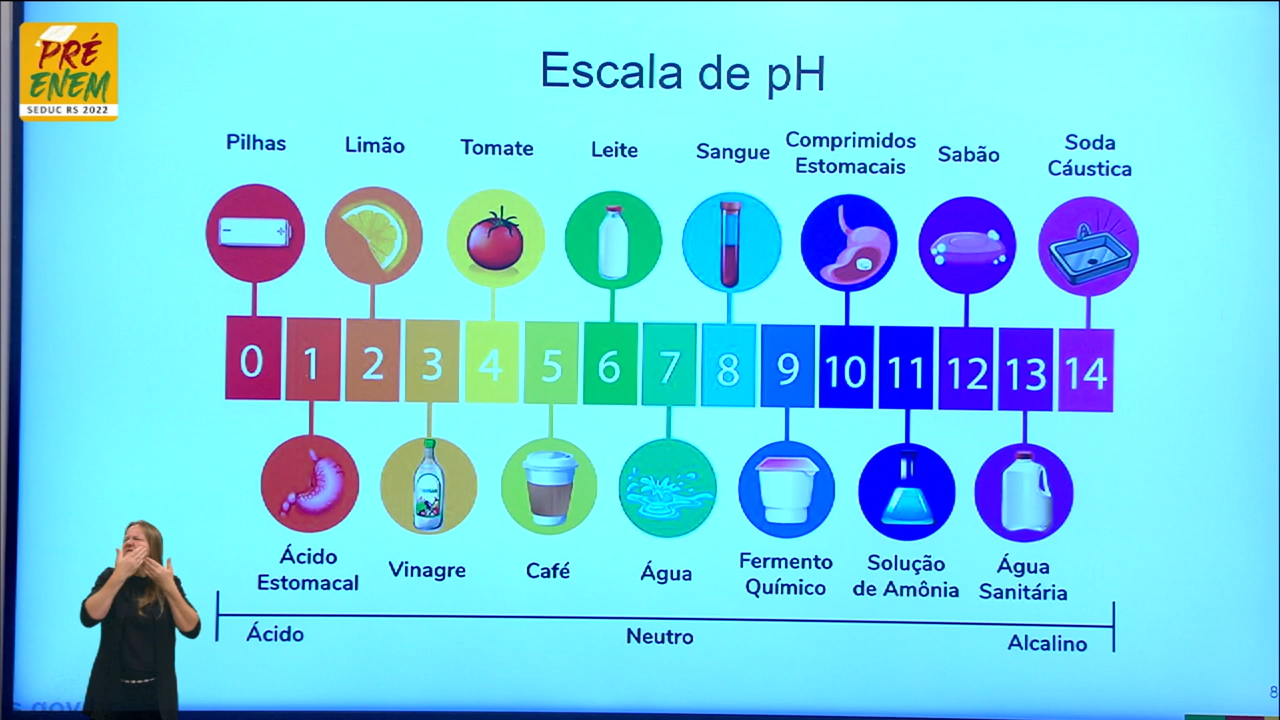 PRÉ
ENEM
SEDUC RS 2022
Escala de pH
Pilhas
Limão
Tomate
Leite
Sangue
Comprimidos
Estomacais
Sabão
Soda
Cáustica
0 1 2 3 4 5 6 7 8 9 10 11 12 13 14
Ácido
Estomacal
Vinagre
Café
Água
Fermento
Químico
Solução
de Amônia
Água
Sanitária
Ácido
Neutro
Alcalino
8